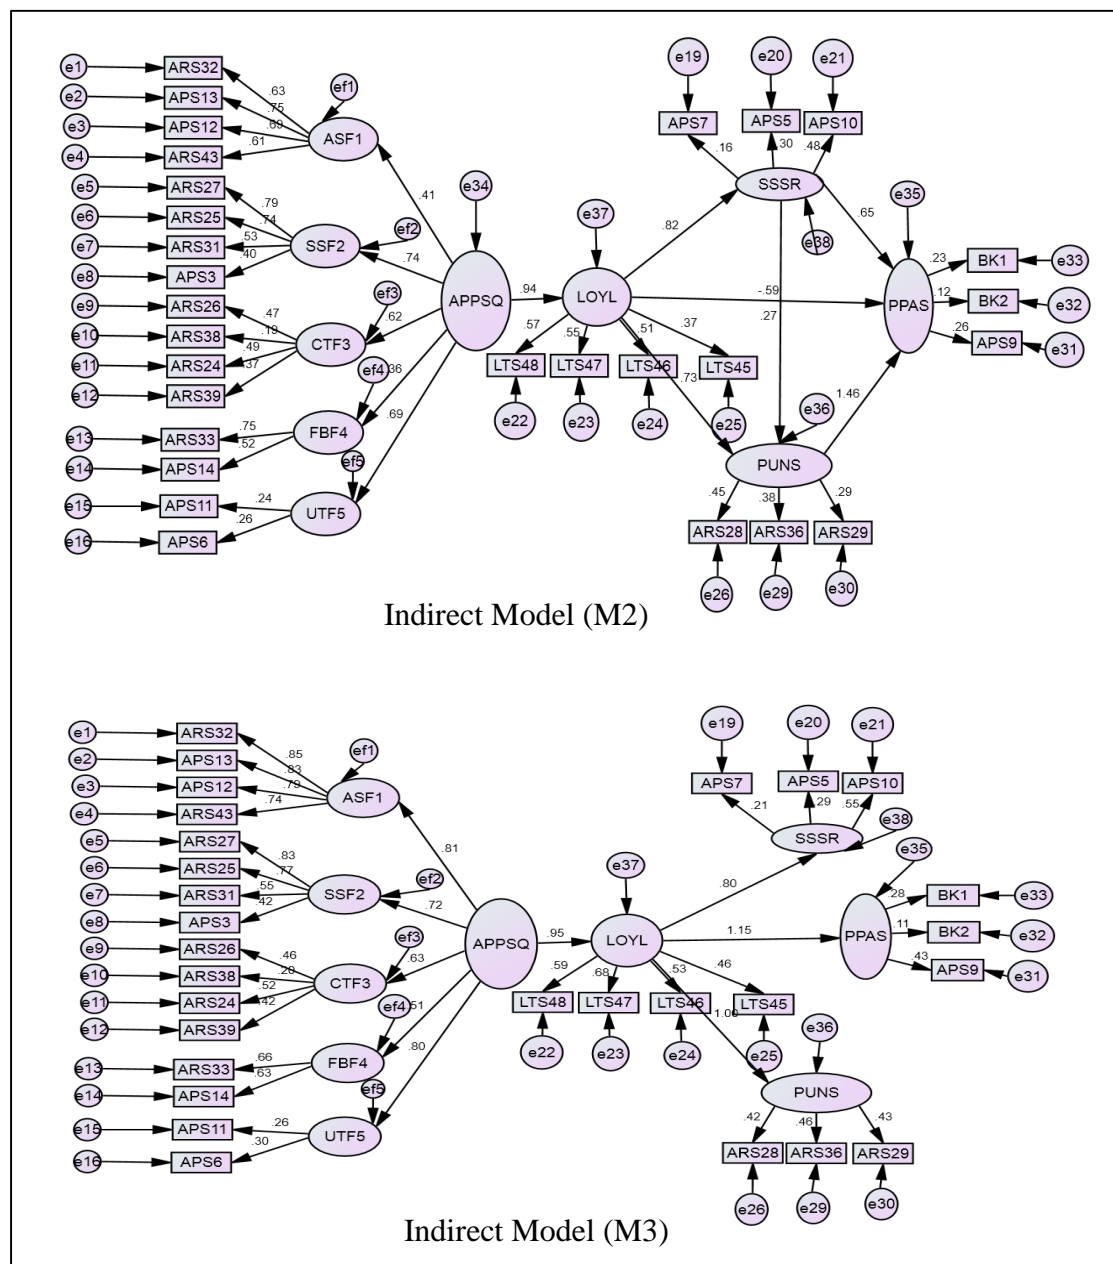 e1 ARS32
e2 APS13
e3 APS12
e4 ARS43
.63
.75
.69
.61
ef1
ASF1
e5 ARS27
e6 ARS25
e7 ARS31
e8 APS3
.79
.74
.53
.40
SSF2
ef2
e9 ARS26
e10 ARS38
e11 ARS24
e12 ARS39
.47
.19
.49
.37
CTF3
ef3
e13 ARS33
e14 APS14
.75
.52
FBF4
ef4
e15 APS11
e16 APS6
.24
.26
UTF5
ef5
.41
.74
.62
.36
.69
e34
APPSQ
.94
e37
LOYL
.57
.55
.51
.37
LTS48 LTS47 LTS46 LTS45
e22 e23 e24 e25
.82
-.59
.73
e19 e20 e21
APS7 APS5 APS10
.16 .30 .48
SSSR
e38
.65
.27
e35
PPAS
.23
.12
.26
BK1 e33
BK2 e32
APS9 e31
1.46
e36
PUNS
.45 .38 .29
ARS28 ARS36 ARS29
e26 e29 e30
Indirect Model (M2)
e1 ARS32
e2 APS13
e3 APS12
e4 ARS43
.85
.83
.79
.74
ef1
ASF1
e5 ARS27
e6 ARS25
e7 ARS31
e8 APS3
.83
.77
.55
.42
SSF2
ef2
e9 ARS26
e10 ARS38
e11 ARS24
e12 ARS39
.46
.20
.52
.42
CTF3
ef3
e13 ARS33
e14 APS14
.66
.63
FBF4
ef4
e15 APS11
e16 APS6
.26
.30
UTF5
ef5
.81
.72
.63
.51
.80
APPSQ
.95
e37
LOYL
.59
.68
.53
.46
LTS48 LTS47 LTS46 LTS45
e22 e23 e24 e25
.80
1.15
1.00
e19 e20 e21
APS7 APS5 APS10
.21 .29 .55
SSSR
e38
e35
PPAS
.28
.11
.43
BK1 e33
BK2 e32
APS9 e31
e36
PUNS
.42 .46 .43
ARS28 ARS36 ARS29
e26 e29 e30
Indirect Model (M3)